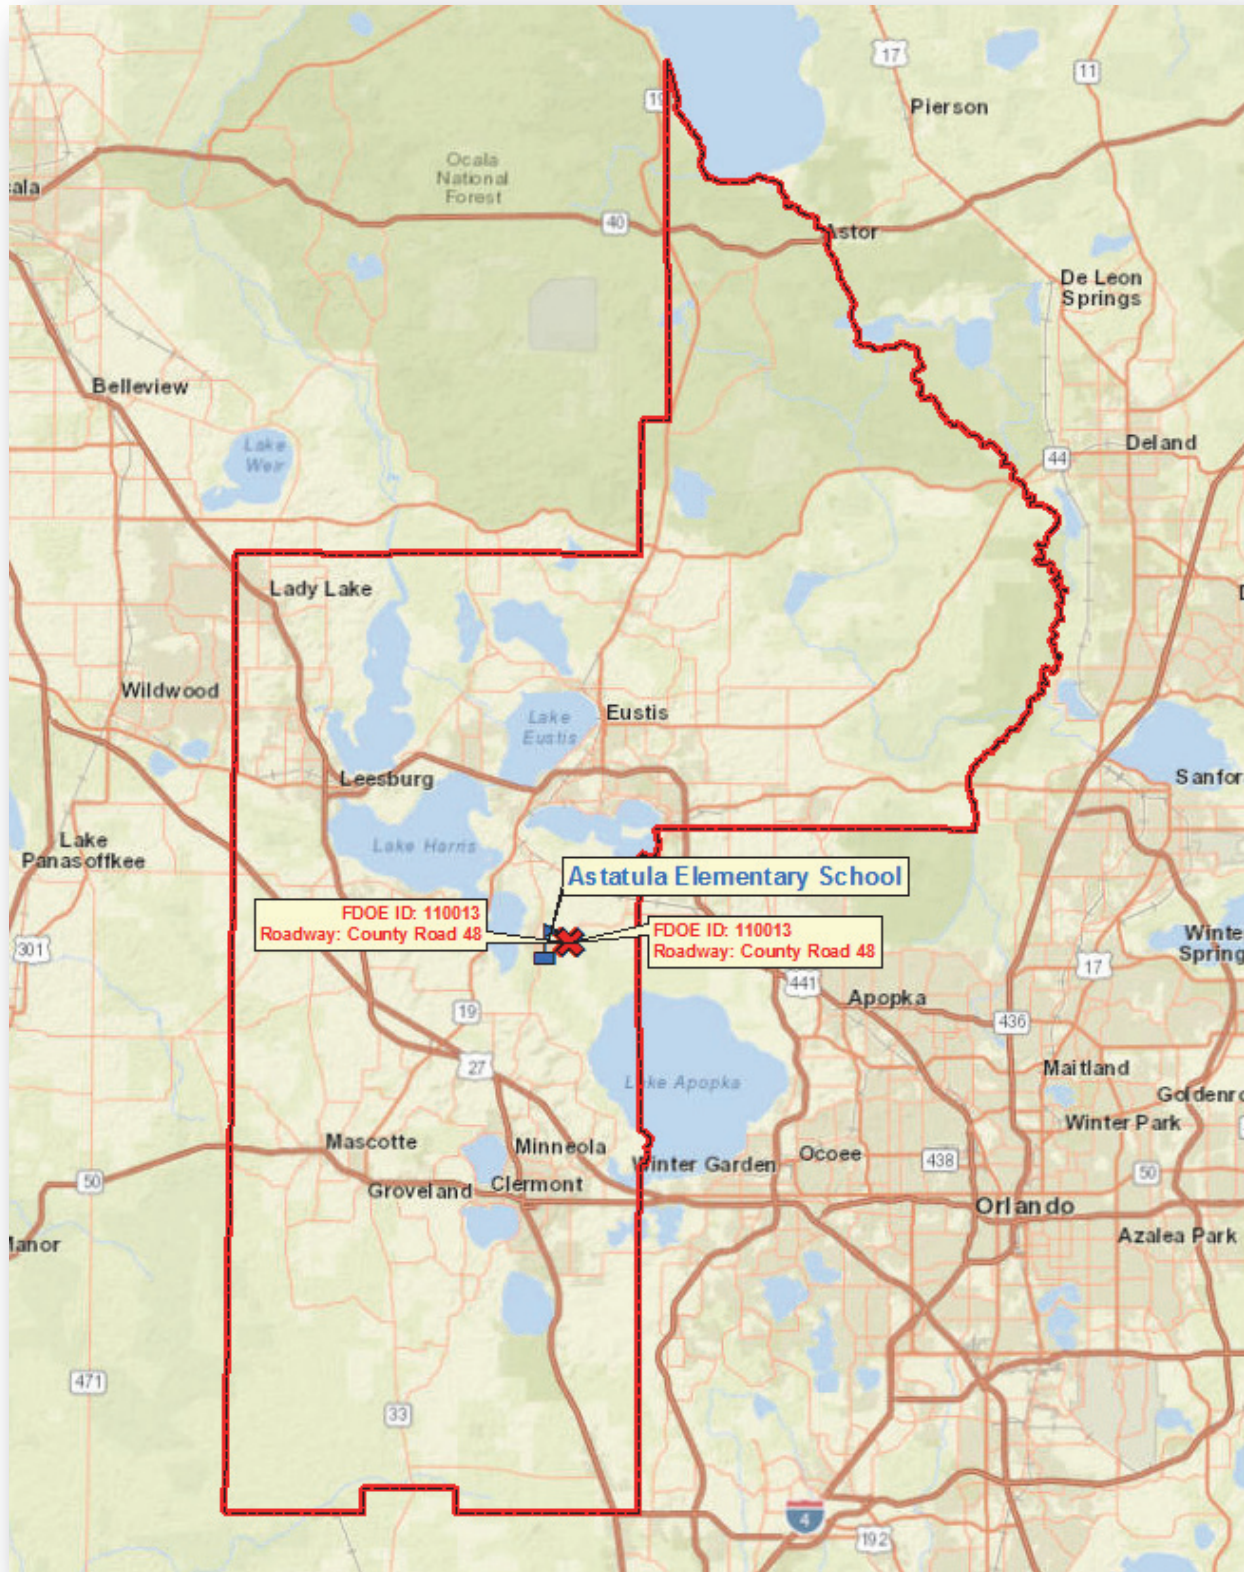 17
11
Pierson
19
Ocala
National
Forest
40
Astor
De Leon
Springs
Belleview
Lake
Weir
Deland
44
Lady Lake
Wildwood
Lake
Eustis
Eustis
Leesburg
Lake
Panasoffkee
Lake Harris
Astatula Elementary School
FDOE ID: 110013
Roadway: County Road 48
FDOE ID: 110013
Roadway: County Road 48
301
17
441
Apopka
19
436
27
Lake Apopka
Maitland
Winter Park
Mascotte
Minneola
Winter Garden
Ocoee
438
50
50
Groveland
Clermont
Orlando
Azalea Park
471
33
4
192